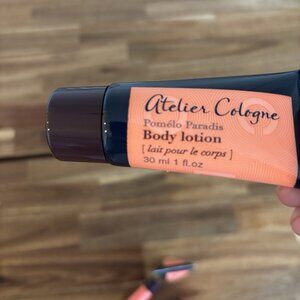 Atelier Cologne
Pomélo Paradis
Body lotion
[ lait pour le corps ]
30 ml 1 fl.oz